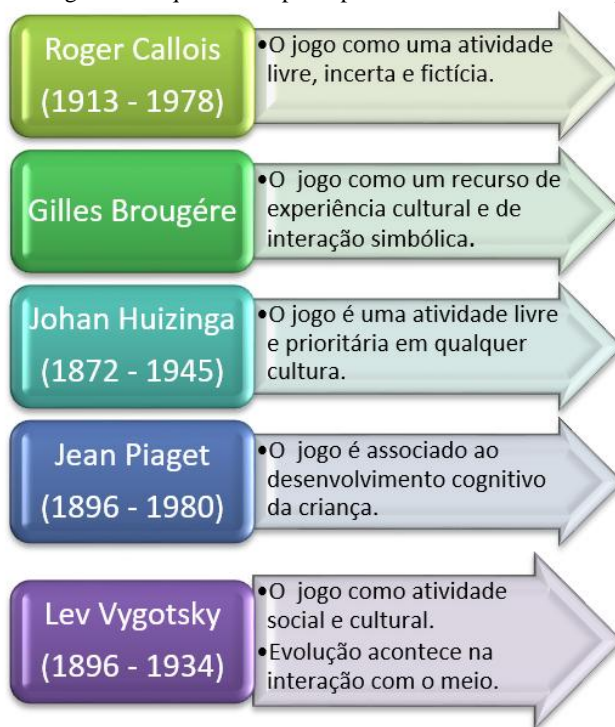 Roger Callois
(1913 - 1978)
•O jogo como uma atividade
livre, incerta e fictícia.
Gilles Brougére
•O jogo como um recurso de
experiência cultural e de
interação simbólica.
Johan Huizinga
(1872 - 1945)
•O jogo é uma atividade livre
e prioritária em qualquer
cultura.
Jean Piaget
(1896 - 1980)
•O jogo é associado ao
desenvolvimento cognitivo
da criança.
Lev Vygotsky
(1896 - 1934)
•O jogo como atividade
social e cultural.
•Evolução acontece na
interação com o meio.